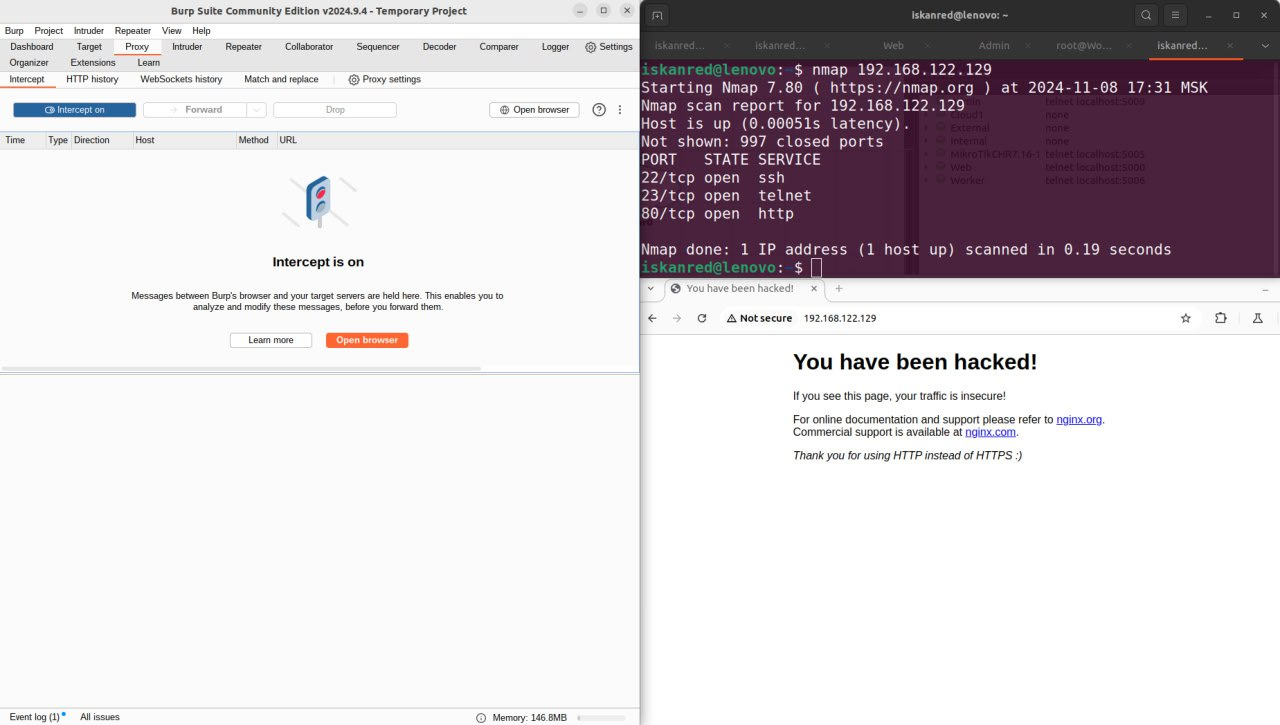 Burp Suite Community Edition v2024.9.4 - Temporary Project
Burp Project Intruder Repeater View Help
Dashboard Target Proxy Intruder Repeater Collaborator Sequencer Decoder Comparer Logger Settings
Organizer Extensions Learn
Intercept HTTP history WebSockets history Match and replace Proxy settings
Intercept on Forward Drop Open browser
Time Type Direction Host Method URL
Intercept is on
Messages between Burp's browser and your target servers are held here. This enables you to
analyze and modify these messages, before you forward them.
Learn more Open browser
Event log (1) All issues Memory: 146.8MB
iskanred@lenovo: ~
iskanred... iskanred... Web Admin root@Wo... iskanred...
iskanred@lenovo:~$ nmap 192.168.122.129
Starting Nmap 7.80 ( https://nmap.org ) at 2024-11-08 17:31 MSK
Nmap scan report for 192.168.122.129
Host is up (0.00051s latency).
Not shown: 997 closed ports
PORT STATE SERVICE
22/tcp open ssh
23/tcp open telnet
80/tcp open http
Nmap done: 1 IP address (1 host up) scanned in 0.19 seconds
iskanred@lenovo:~$
telnet localhost:5009
Cloud1 none
External none
Internal none
MikroTikCHR7.16-1 telnet localhost:5005
Web telnet localhost:5000
Worker telnet localhost:5006
You have been hacked!
Not secure 192.168.122.129
You have been hacked!
If you see this page, your traffic is insecure!
For online documentation and support please refer to nginx.org.
Commercial support is available at nginx.com.
Thank you for using HTTP instead of HTTPS :)